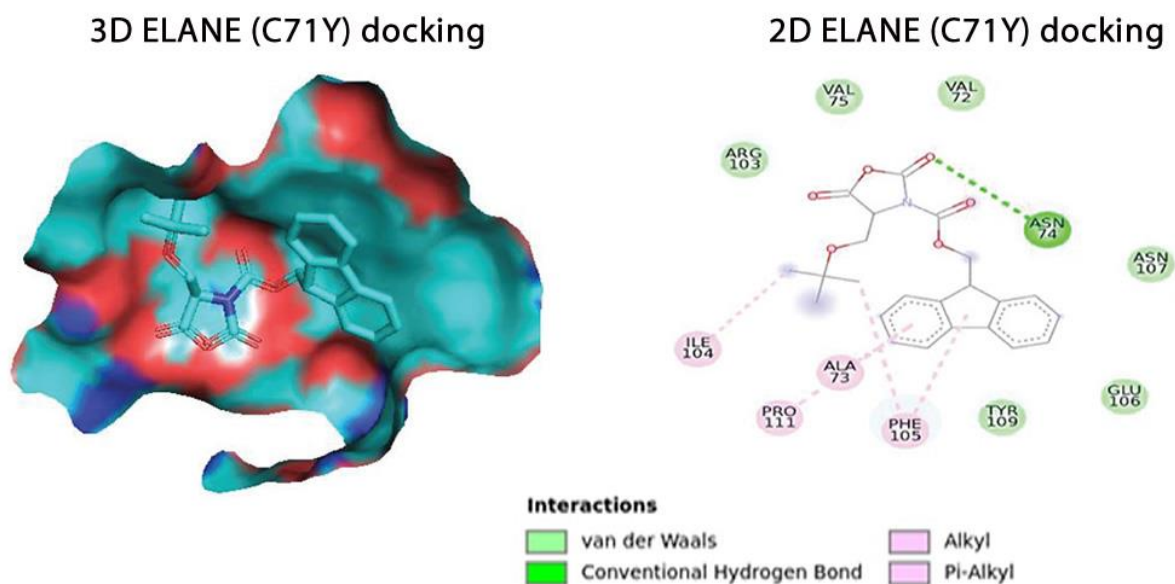 3D ELANE (C71Y) docking
2D ELANE (C71Y) docking
VAL
75
VAL
72
ARG
103
O
O
O
N
O
O
O
ASN
74
ASN
107
ILE
104
ALA
73
PRO
111
PHE
105
TYR
109
GLU
106
Interactions
van der Waals
Conventional Hydrogen Bond
Alkyl
Pi-Alkyl